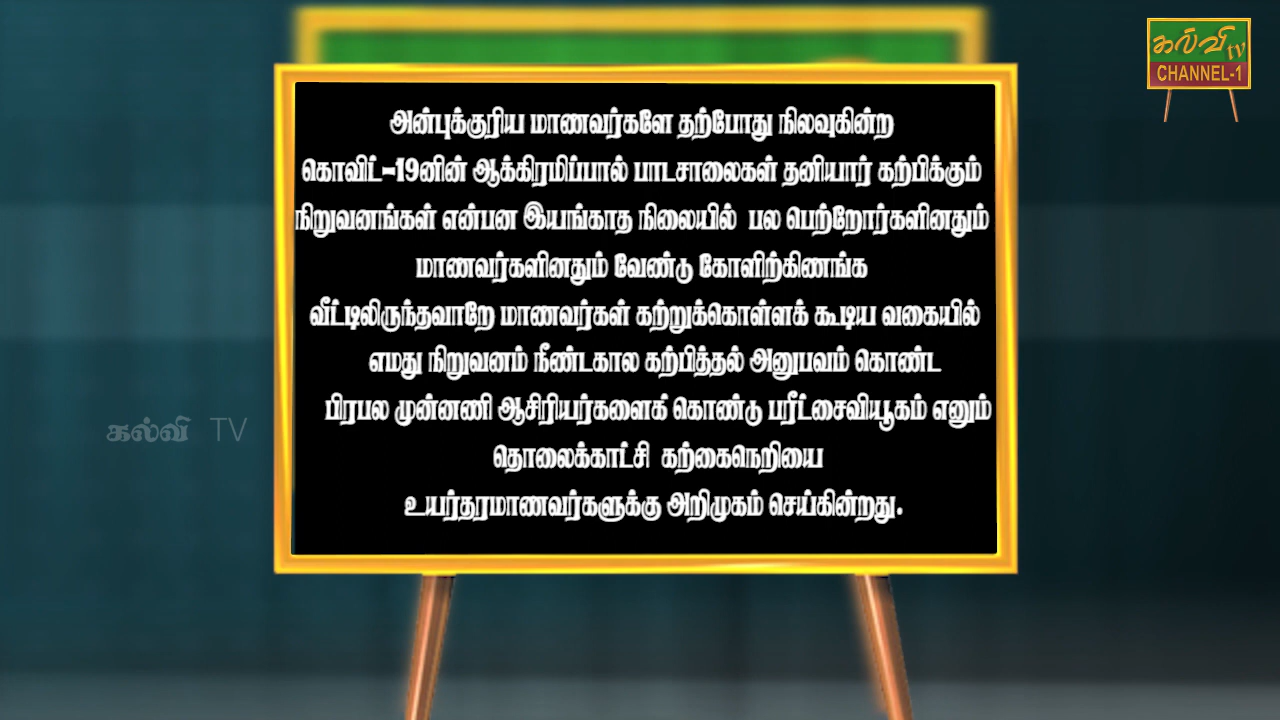 கல்வி tv
CHANNEL-1
அன்புக்குரிய மாணவர்களே தற்போது நிலவுகின்ற
கொவிட்-19னின் ஆக்கிரமிப்பால் பாடசாலைகள் தனியார் கற்பிக்கும்
நிறுவனங்கள் என்பன இயங்காத நிலையில் பல பெற்றோர்களினதும்
மாணவர்களினதும் வேண்டு கோளிற்கிணங்க
வீட்டிலிருந்தவாறே மாணவர்கள் கற்றுக்கொள்ளக் கூடிய வகையில்
எமது நிறுவனம் நீண்டகால கற்பித்தல் அனுபவம் கொண்ட
பிரபல முன்னணி ஆசிரியர்களைக் கொண்டு பரீட்சைவியூகம் எனும்
தொலைக்காட்சி கற்கைநெறியை
உயர்தரமாணவர்களுக்கு அறிமுகம் செய்கின்றது.
கல்வி TV